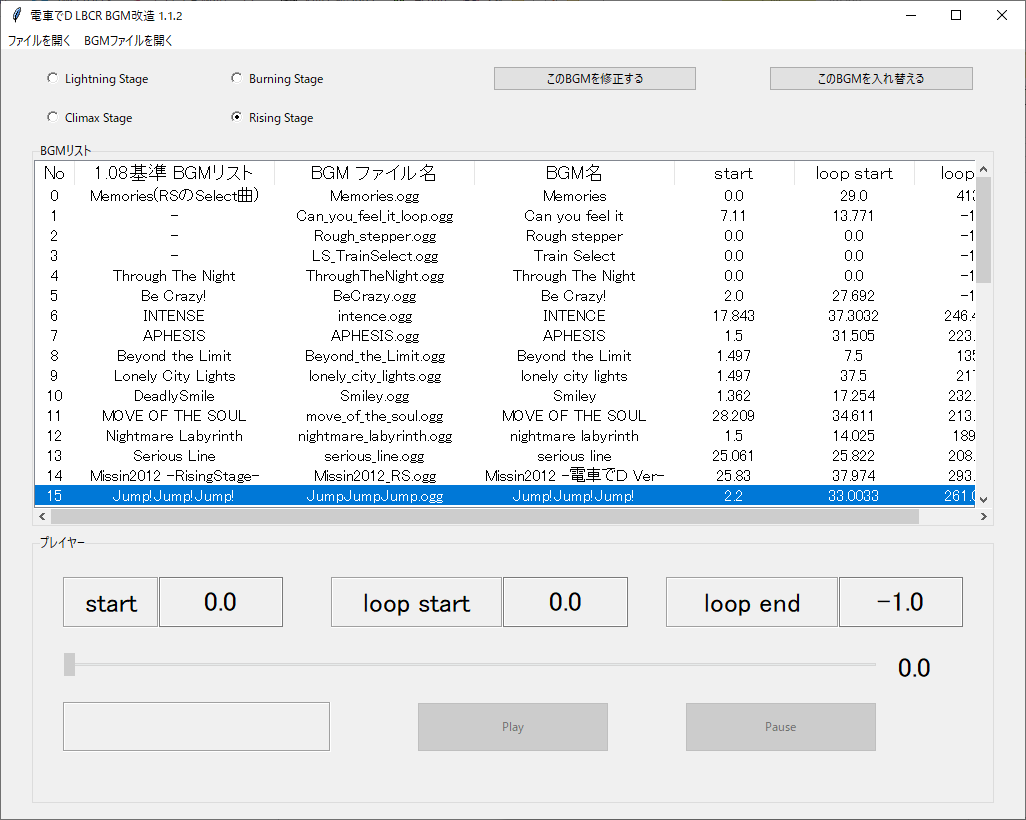 電車でD LBCR BGM改造 1.1.2
ファイルを開く BGMファイルを開く
Lightning Stage Burning Stage このBGMを修正する このBGMを入れ替える
Climax Stage Rising Stage
BGMリスト
No 1.08基準 BGMリスト BGM ファイル名 BGM名 start loop start loop
0 Memories(RSのSelect曲) Memories.ogg Memories 0.0 29.0 413
1 - Can_you_feel_it_loop.ogg Can you feel it 7.11 13.771 -1
2 - Rough_stepper.ogg Rough stepper 0.0 0.0 -1
3 - LS_TrainSelect.ogg Train Select 0.0 0.0 -1
4 Through The Night ThroughTheNight.ogg Through The Night 0.0 0.0 -1
5 Be Crazy! BeCrazy.ogg Be Crazy! 2.0 27.692 -1
6 INTENSE intence.ogg INTENCE 17.843 37.3032 246.4
7 APHESIS APHESIS.ogg APHESIS 1.5 31.505 223.
8 Beyond the Limit Beyond_the_Limit.ogg Beyond the Limit 1.497 7.5 135
9 Lonely City Lights lonely_city_lights.ogg lonely city lights 1.497 37.5 217
10 DeadlySmile Smiley.ogg Smiley 1.362 17.254 232.
11 MOVE OF THE SOUL move_of_the_soul.ogg MOVE OF THE SOUL 28.209 34.611 213.
12 Nightmare Labyrinth nightmare_labyrinth.ogg nightmare labyrinth 1.5 14.025 189
13 Serious Line serious_line.ogg serious line 25.061 25.822 208.
14 Missin2012 -RisingStage- Missin2012_RS.ogg Missin2012 -電車でD Ver- 25.83 37.974 293.
15 Jump!Jump!Jump! JumpJumpJump.ogg Jump!Jump!Jump! 2.2 33.0033 261.0
プレイヤー
start 0.0 loop start 0.0 loop end -1.0
0.0
Play Pause